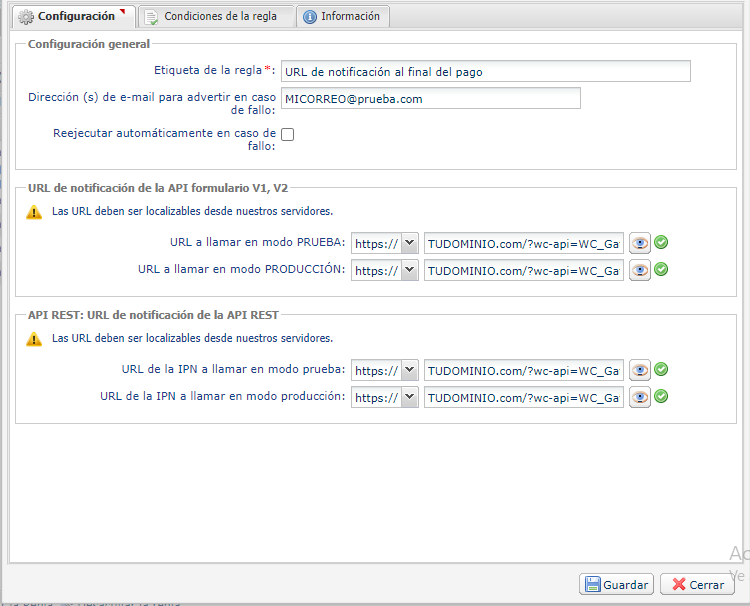 Configuración Condiciones de la regla Información
Configuración general
Etiqueta de la regla*: URL de notificación al final del pago
Dirección (s) de e-mail para advertir en caso de fallo: MICORREO@prueba.com
Reejecutar automáticamente en caso de fallo:
URL de notificación de la API formulario V1, V2
Las URL deben ser localizables desde nuestros servidores.
URL a llamar en modo PRUEBA: https:// TUDOMINIO.com/?wc-api=WC_Ga
URL a llamar en modo PRODUCCIÓN: https:// TUDOMINIO.com/?wc-api=WC_Ga
API REST: URL de notificación de la API REST
Las URL deben ser localizables desde nuestros servidores.
URL de la IPN a llamar en modo prueba: https:// TUDOMINIO.com/?wc-api=WC_Ga
URL de la IPN a llamar en modo producción: https:// TUDOMINIO.com/?wc-api=WC_Ga
Ac
Ve
Guardar Cerrar